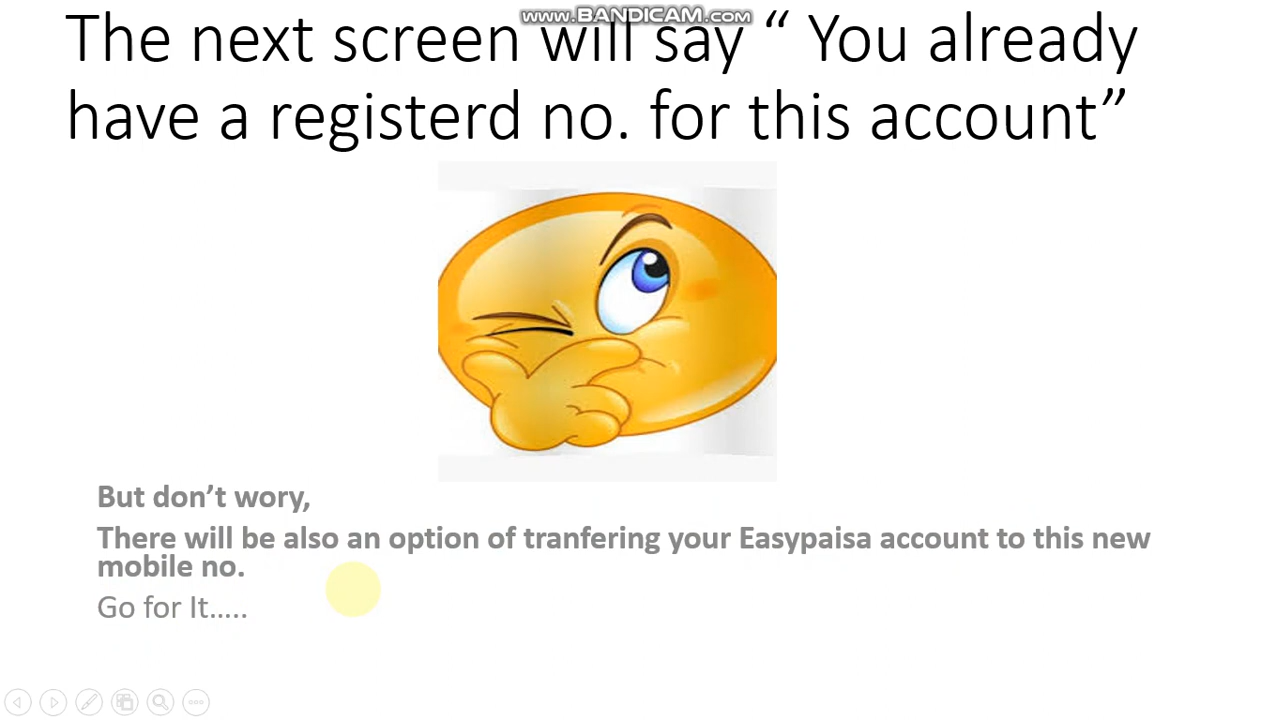 www.BANDICAM.com
The next screen will say “ You already
have a registerd no. for this account”
But don’t wory,
There will be also an option of tranfering your Easypaisa account to this new
mobile no.
Go for It…..